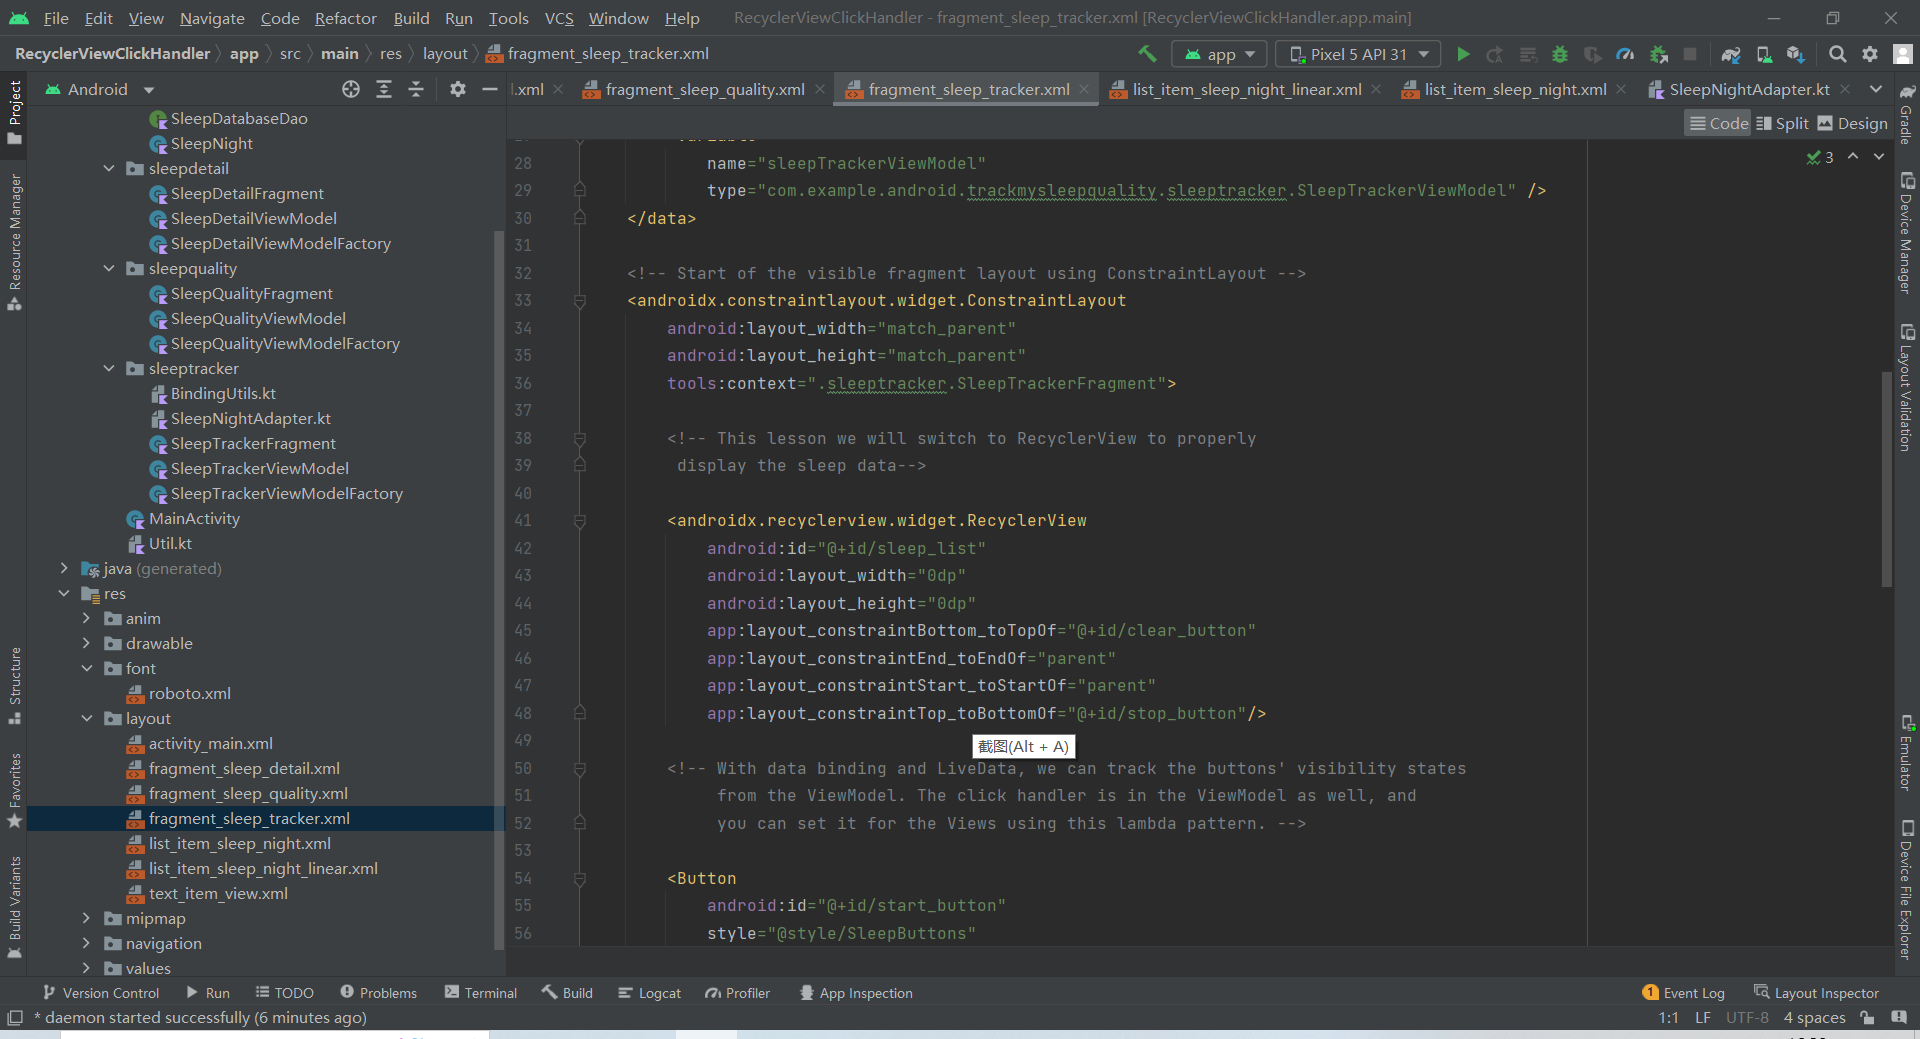 File Edit View Navigate Code Refactor Build Run Tools VCS Window Help RecyclerViewClickHandler - fragment_sleep_tracker.xml [RecyclerViewClickHandler.app.main]
RecyclerViewClickHandler app src main res layout fragment_sleep_tracker.xml app Pixel 5 API 31
Android
l.xml fragment_sleep_quality.xml fragment_sleep_tracker.xml list_item_sleep_night_linear.xml list_item_sleep_night.xml SleepNightAdapter.kt
Code Split Design
3
Project
Resource Manager
Structure
Favorites
Build Variants
SleepDatabaseDao
SleepNight
sleepdetail
SleepDetailFragment
SleepDetailViewModel
SleepDetailViewModelFactory
sleepquality
SleepQualityFragment
SleepQualityViewModel
SleepQualityViewModelFactory
sleeptracker
BindingUtils.kt
SleepNightAdapter.kt
SleepTrackerFragment
SleepTrackerViewModel
SleepTrackerViewModelFactory
MainActivity
Util.kt
java (generated)
res
anim
drawable
font
roboto.xml
layout
activity_main.xml
fragment_sleep_detail.xml
fragment_sleep_quality.xml
fragment_sleep_tracker.xml
list_item_sleep_night.xml
list_item_sleep_night_linear.xml
text_item_view.xml
mipmap
navigation
values
28 name="sleepTrackerViewModel"
29 type="com.example.android.trackmysleepquality.sleeptracker.SleepTrackerViewModel" />
30 </data>
31
32 <!-- Start of the visible fragment layout using ConstraintLayout -->
33 <androidx.constraintlayout.widget.ConstraintLayout
34 android:layout_width="match_parent"
35 android:layout_height="match_parent"
36 tools:context=".sleeptracker.SleepTrackerFragment">
37
38 <!-- This lesson we will switch to RecyclerView to properly
39 display the sleep data-->
40
41 <androidx.recyclerview.widget.RecyclerView
42 android:id="@+id/sleep_list"
43 android:layout_width="0dp"
44 android:layout_height="0dp"
45 app:layout_constraintBottom_toTopOf="@+id/clear_button"
46 app:layout_constraintEnd_toEndOf="parent"
47 app:layout_constraintStart_toStartOf="parent"
48 app:layout_constraintTop_toBottomOf="@+id/stop_button"/>
49
截图(Alt + A)
50 <!-- With data binding and LiveData, we can track the buttons' visibility states
51 from the ViewModel. The click handler is in the ViewModel as well, and
52 you can set it for the Views using this lambda pattern. -->
53
54 <Button
55 android:id="@+id/start_button"
56 style="@style/SleepButtons"
Gradle
Device Manager
Layout Validation
Emulator
Device File Explorer
Version Control Run TODO Problems Terminal Build Logcat Profiler App Inspection 1 Event Log Layout Inspector
* daemon started successfully (6 minutes ago) 1:1 LF UTF-8 4 spaces